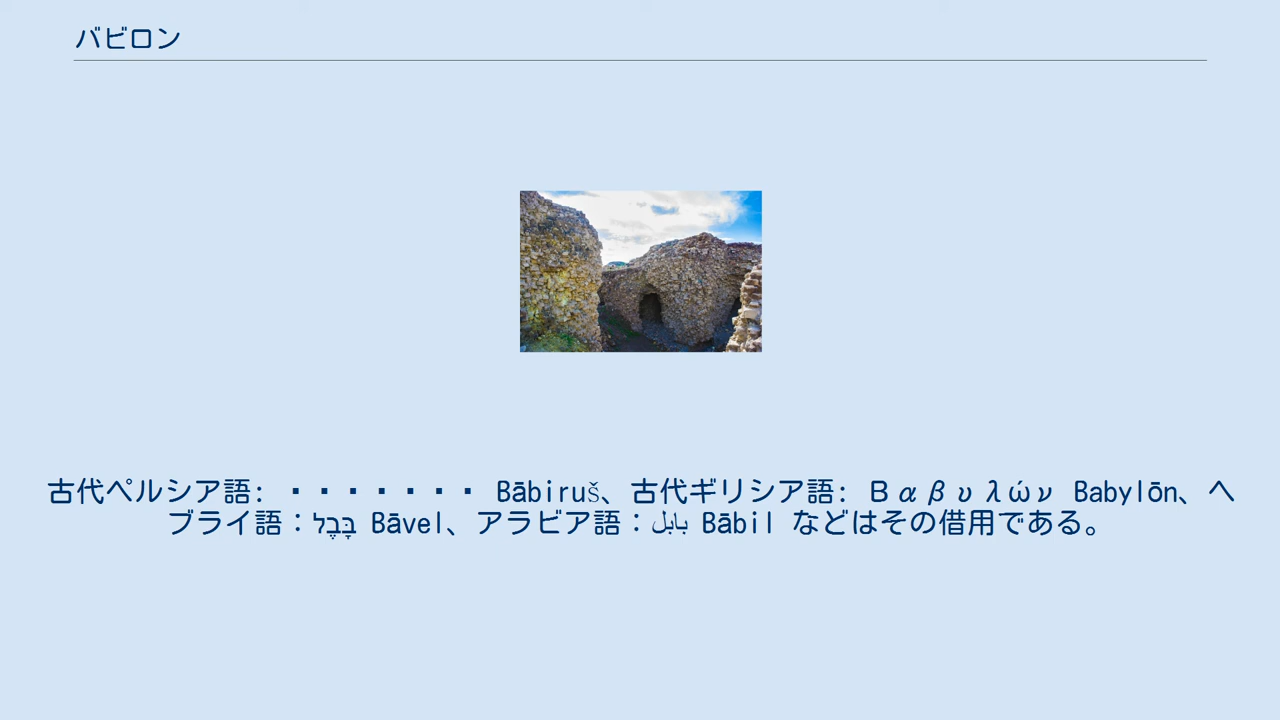 バビロン
古代ペルシア語: ▪▪▪▪▪▪▪ Bābiruš、古代ギリシア語: Βαβυλών Babylōn、ヘ
ブライ語：בָּבֶל Bāvel、アラビア語：بابل Bābil などはその借用である。